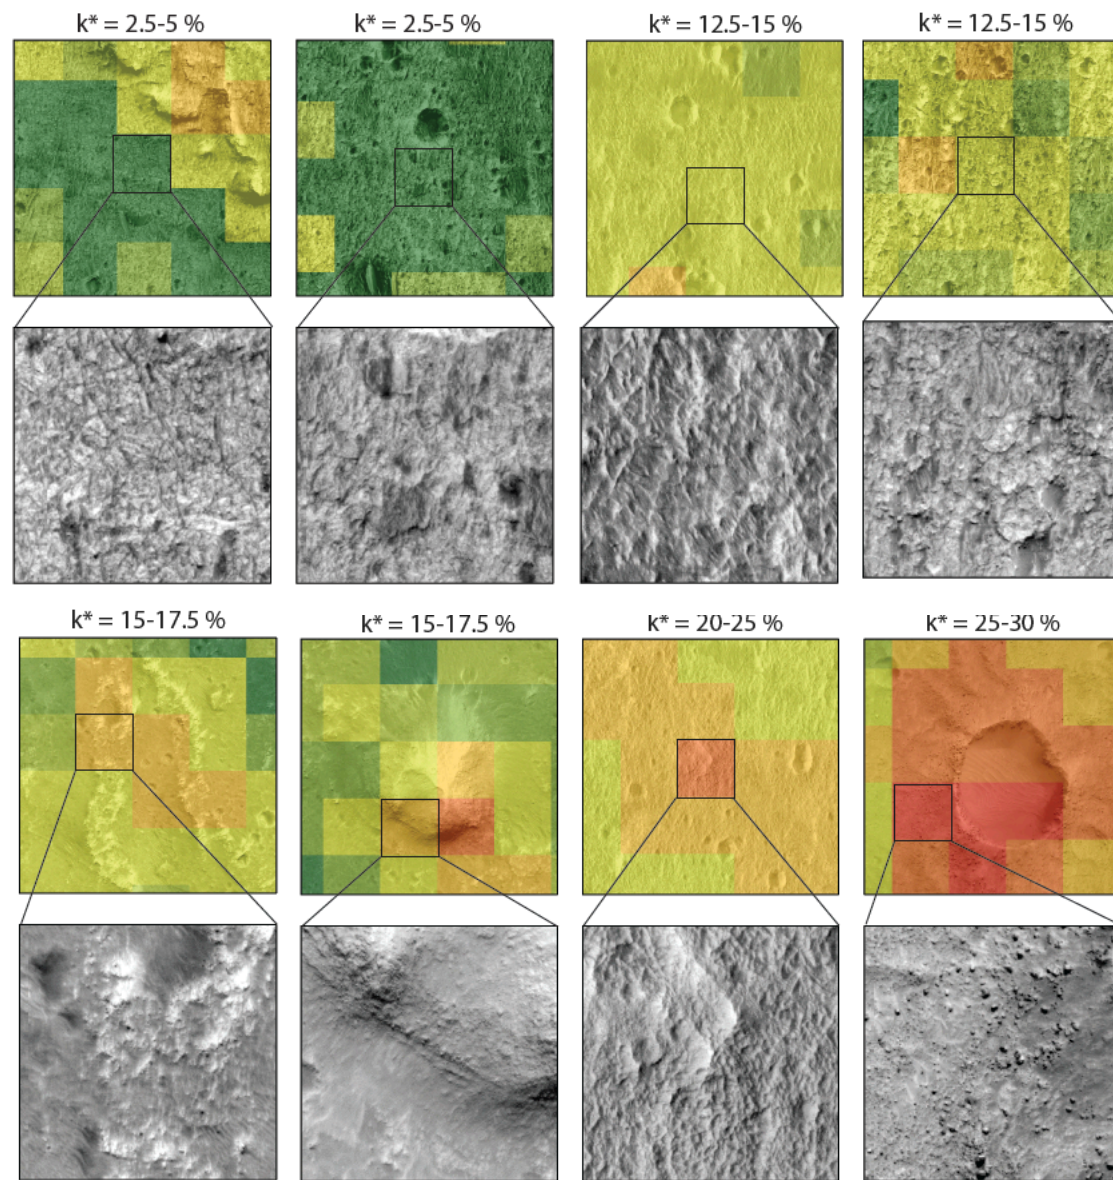 k* = 2.5-5 %
k* = 2.5-5 %
k* = 12.5-15 %
k* = 12.5-15 %
k* = 15-17.5 %
k* = 15-17.5 %
k* = 20-25 %
k* = 25-30 %